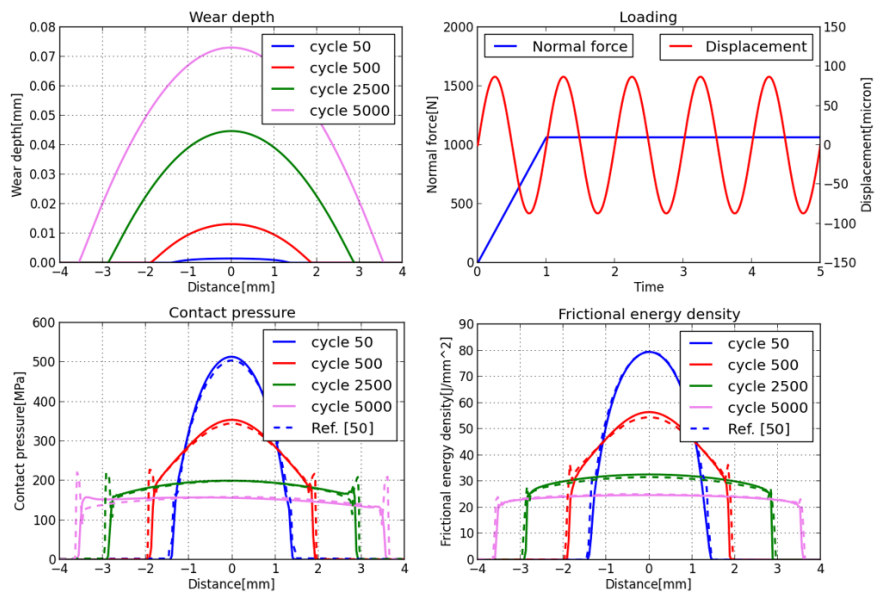 Wear depth
0.08
0.07
0.06
0.05
0.04
0.03
0.02
0.01
0.00
Wear depth[mm]
cycle 50
cycle 500
cycle 2500
cycle 5000
−4 −3 −2 −1 0 1 2 3 4
Distance[mm]
Loading
2000
1500
1000
500
0
Normal force[N]
Normal force
Displacement
150
100
50
0
−50
−100
−150
Displacement[micron]
0 1 2 3 4 5
Time
Contact pressure
600
500
400
300
200
100
0
Contact pressure[MPa]
cycle 50
cycle 500
cycle 2500
cycle 5000
Ref. [50]
−4 −3 −2 −1 0 1 2 3 4
Distance[mm]
Frictional energy density
90
80
70
60
50
40
30
20
10
0
Frictional energy density[J/mm^2]
cycle 50
cycle 500
cycle 2500
cycle 5000
Ref. [50]
−4 −3 −2 −1 0 1 2 3 4
Distance[mm]